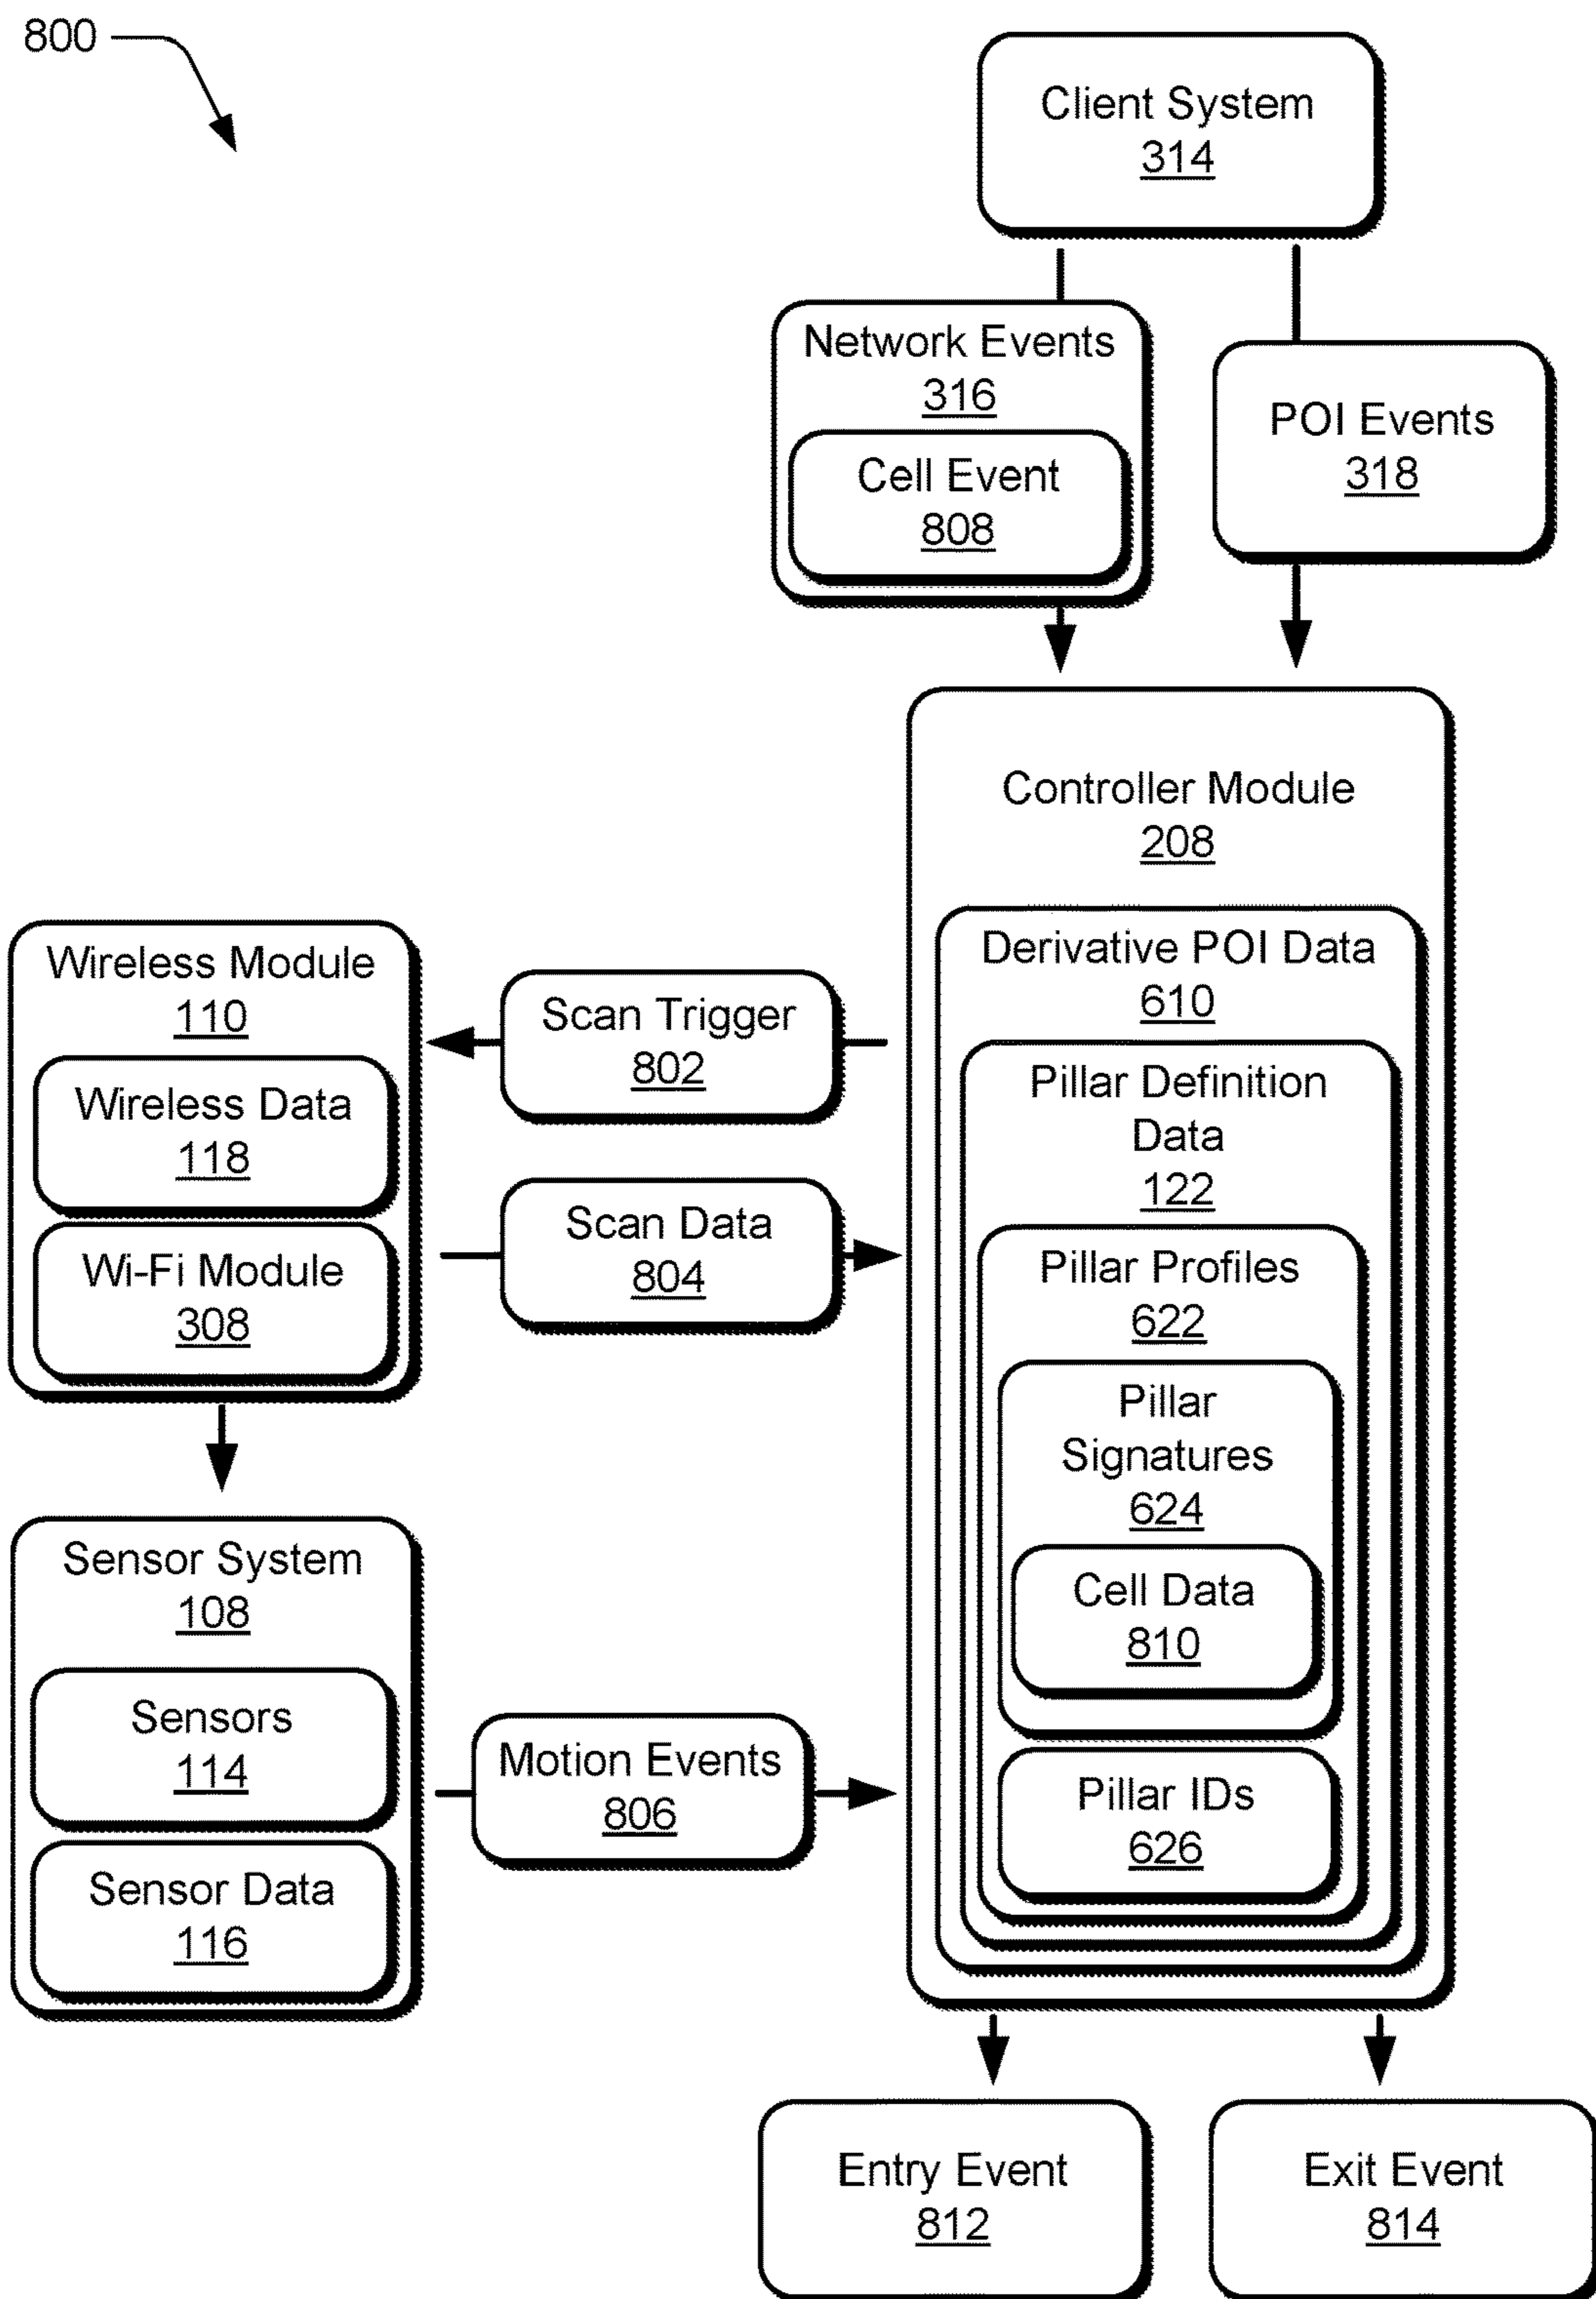 800
Client System
314
Network Events
316
Cell Event
808
POI Events
318
Controller Module
208
Derivative POI Data
610
Pillar Definition
Data
122
Pillar Profiles
622
Pillar
Signatures
624
Cell Data
810
Pillar IDs
626
Wireless Module
110
Wireless Data
118
Wi-Fi Module
308
Scan Trigger
802
Scan Data
804
Sensor System
108
Sensors
114
Sensor Data
116
Motion Events
806
Entry Event
812
Exit Event
814